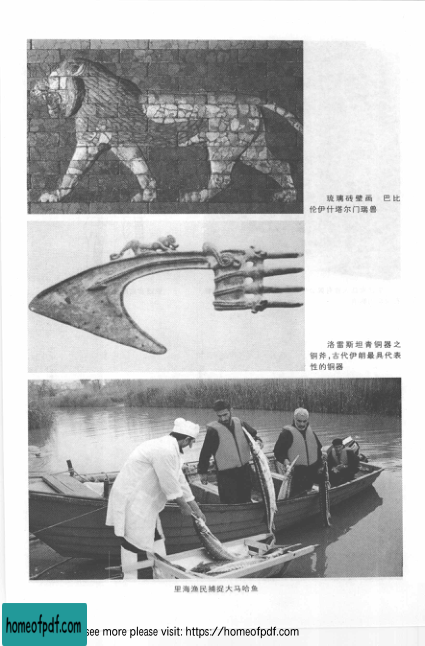 琉璃砖壁画 巴比
伦伊什塔尔门瑞兽
洛雷斯坦青铜器之
铜斧，古代伊朗最具代表
性的铜器
里海渔民捕捉大马哈鱼
homeofpdf.com
see more please visit: https://homeofpdf.com